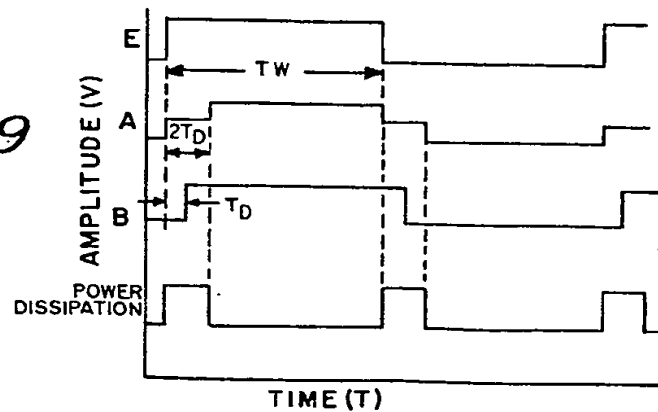 E
TW
A
2TD
9
AMPLITUDE (V)
B
TD
POWER
DISSIPATION
TIME (T)